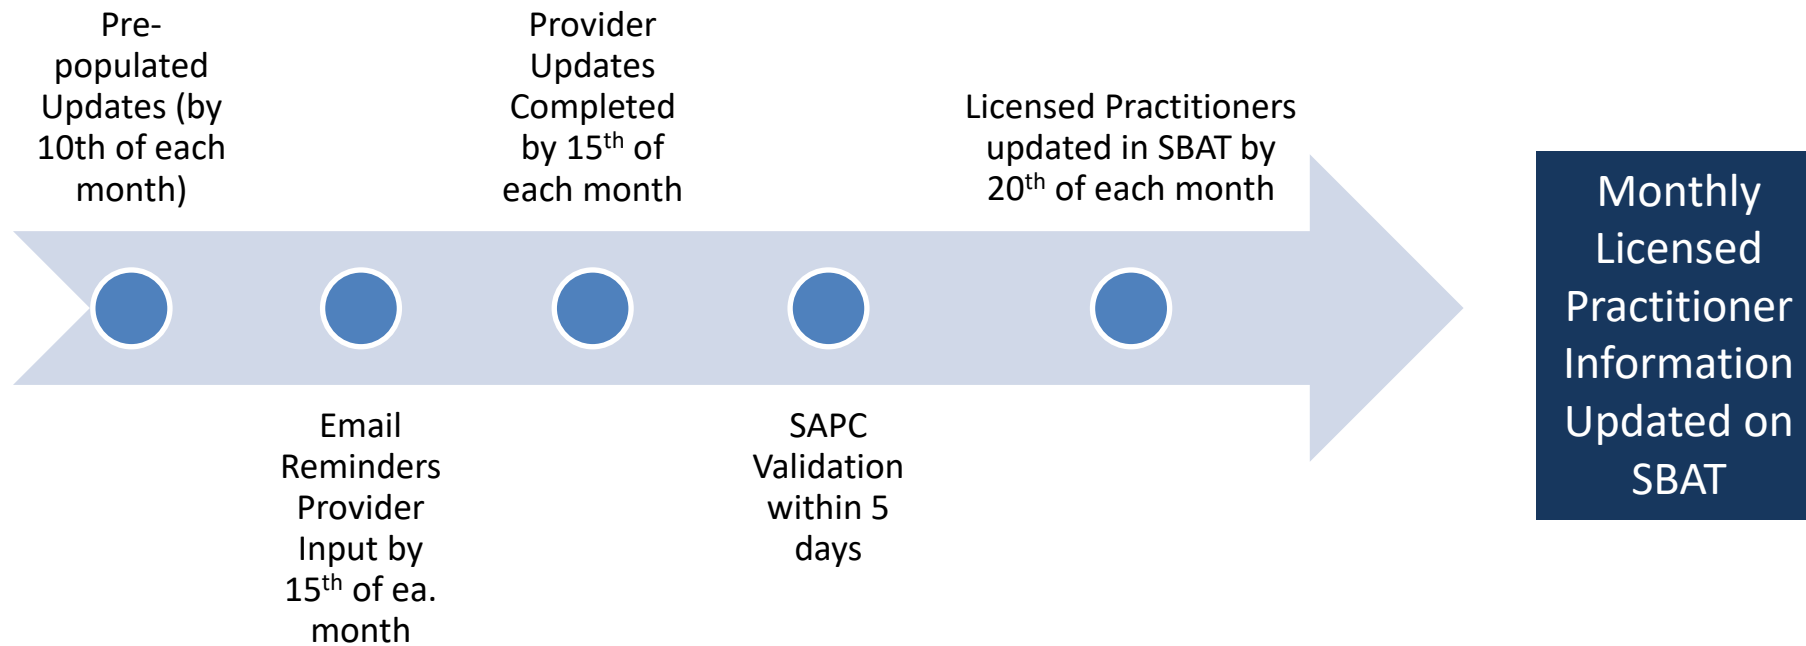 Pre-
populated
Updates (by
10th of each
month)
Email
Reminders
Provider
Input by
15th of ea.
month
Provider
Updates
Completed
by 15th of
each month
SAPC
Validation
within 5
days
Licensed Practitioners
updated in SBAT by
20th of each month
Monthly
Licensed
Practitioner
Information
Updated on
SBAT